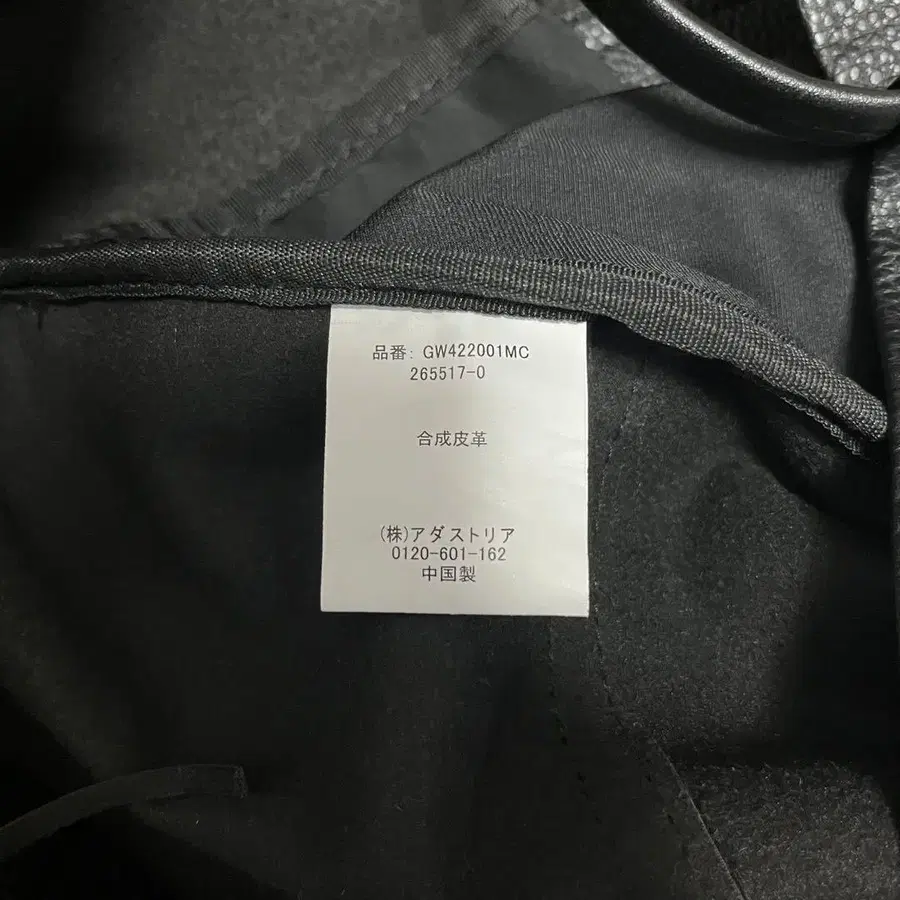 品番: GW422001MC
265517-0
合成皮革
(株)アダストリア
0120-601-162
中国製